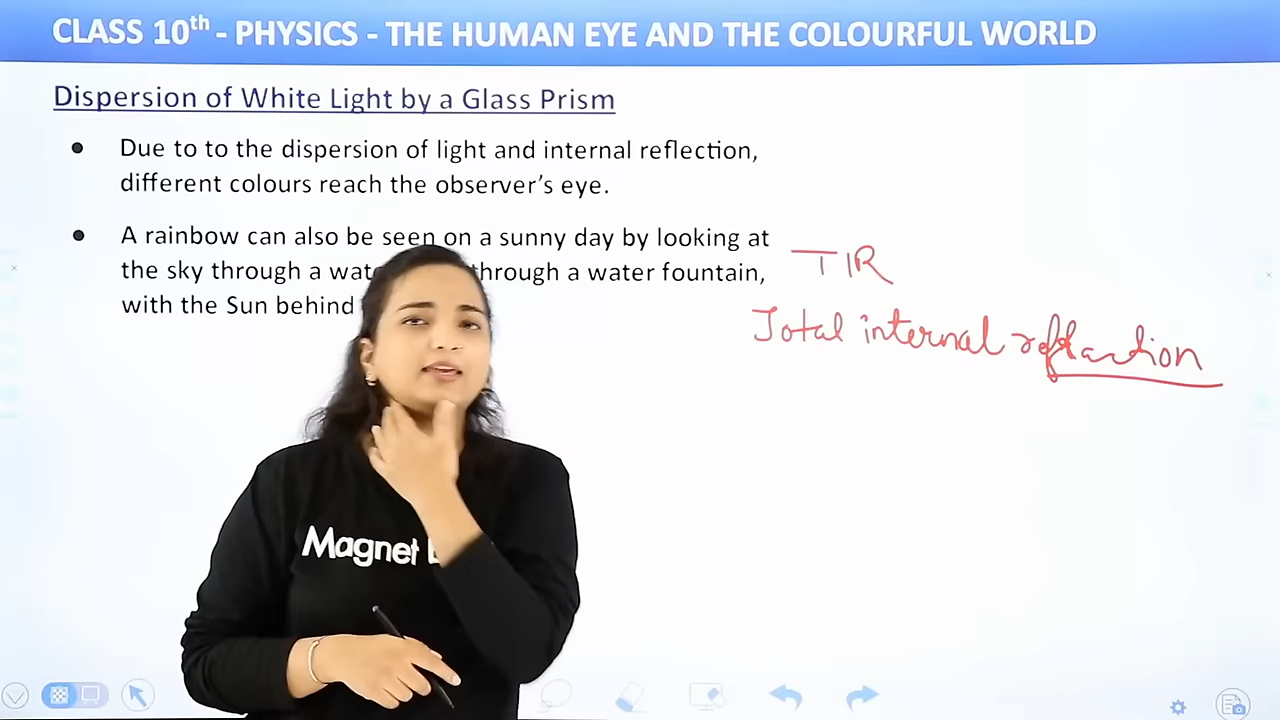 CLASS 10th - PHYSICS - THE HUMAN EYE AND THE COLOURFUL WORLD
Dispersion of White Light by a Glass Prism
• Due to to the dispersion of light and internal reflection,
different colours reach the observer's eye.
• A rainbow can also be seen on a sunny day by looking at
the sky through a through a water fountain,
with the Sun behind
TIR
Total internal reflection
Magnet